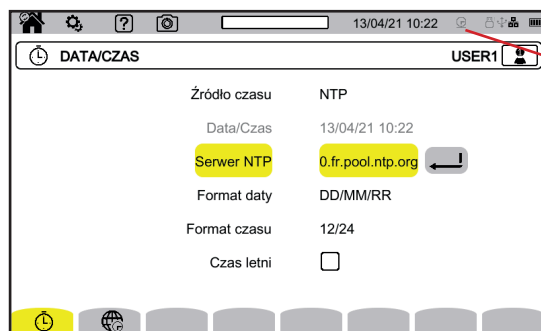 13/04/21 10:22
DATA/CZAS USER1
Źródło czasu NTP
Data/Czas 13/04/21 10:22
Serwer NTP 0.fr.pool.ntp.org
Format daty DD/MM/RR
Format czasu 12/24
Czas letni